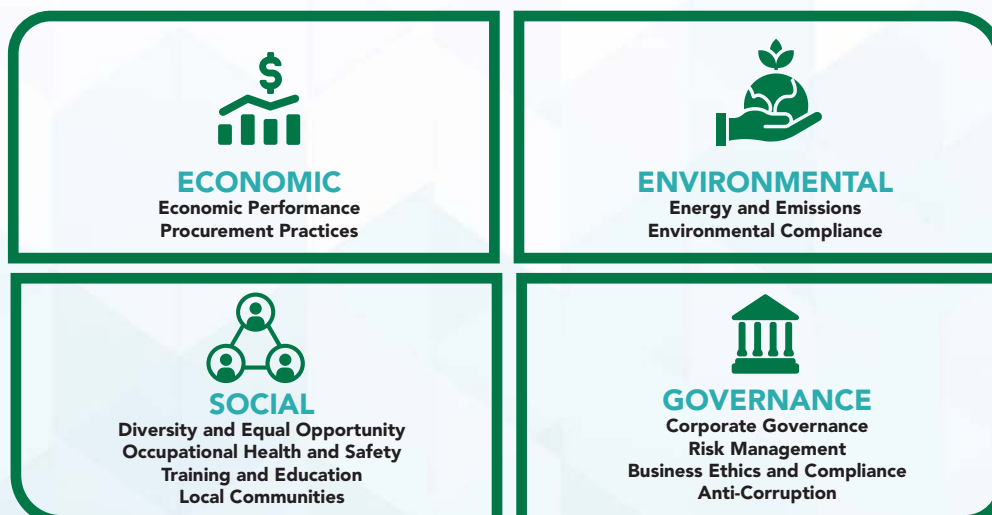 ECONOMIC
Economic Performance
Procurement Practices
ENVIRONMENTAL
Energy and Emissions
Environmental Compliance
SOCIAL
Diversity and Equal Opportunity
Occupational Health and Safety
Training and Education
Local Communities
GOVERNANCE
Corporate Governance
Risk Management
Business Ethics and Compliance
Anti-Corruption